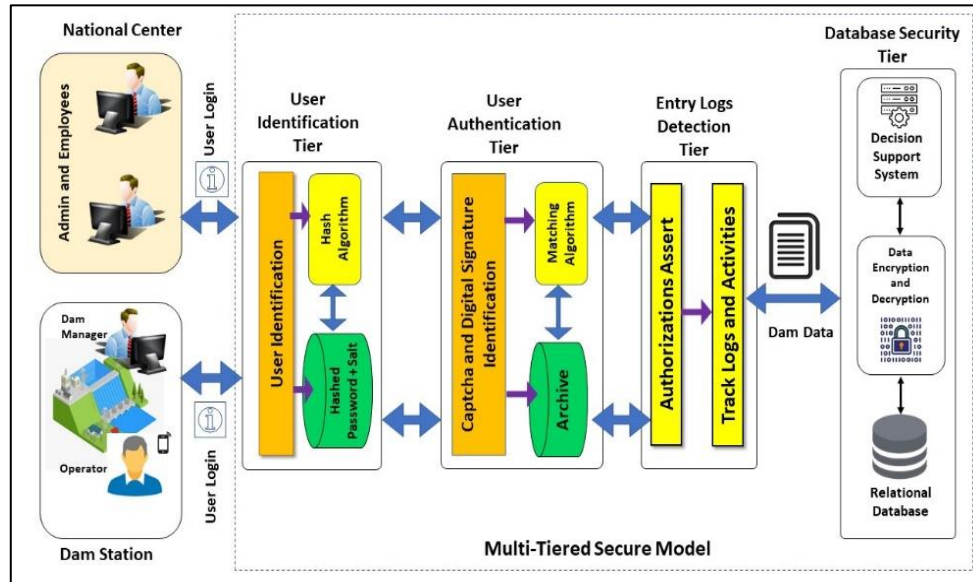 National Center
Admin and Employees
User Login
User
Identification
Tier
User Identification
Hash
Algorithm
Hashed
Password + Salt
User
Authentication
Tier
Captcha and Digital Signature
Identification
Matching
Algorithm
Archive
Entry Logs
Detection
Tier
Authorizations Assert
Track Logs and Activities
Dam Data
Database Security
Tier
Decision
Support
System
Data
Encryption
and
Decryption
Relational
Database
Dam
Manager
Operator
User Login
Dam Station
Multi-Tiered Secure Model